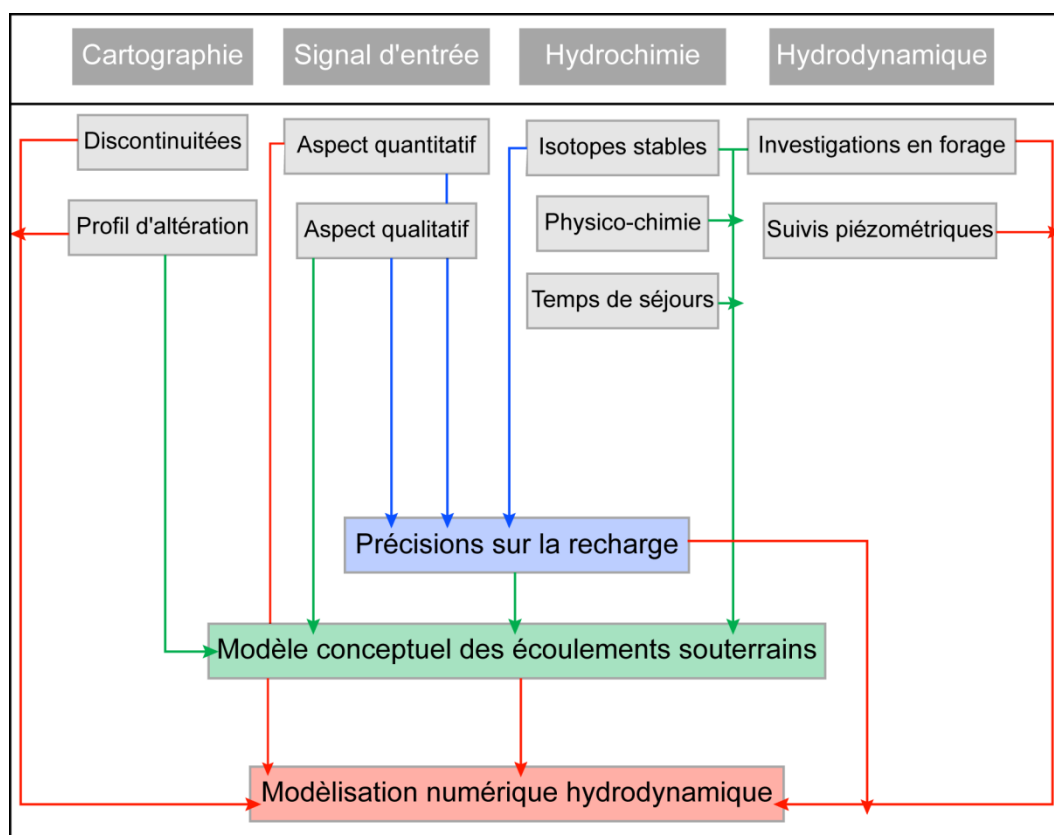 Cartographie
Signal d'entrée
Hydrochimie
Hydrodynamique
Discontinuitées
Aspect quantitatif
Isotopes stables
Investigations en forage
Profil d'altération
Aspect qualitatif
Physico-chimie
Suivis piézométriques
Temps de séjours
Précisions sur la recharge
Modèle conceptuel des écoulements souterrains
Modèlisation numérique hydrodynamique